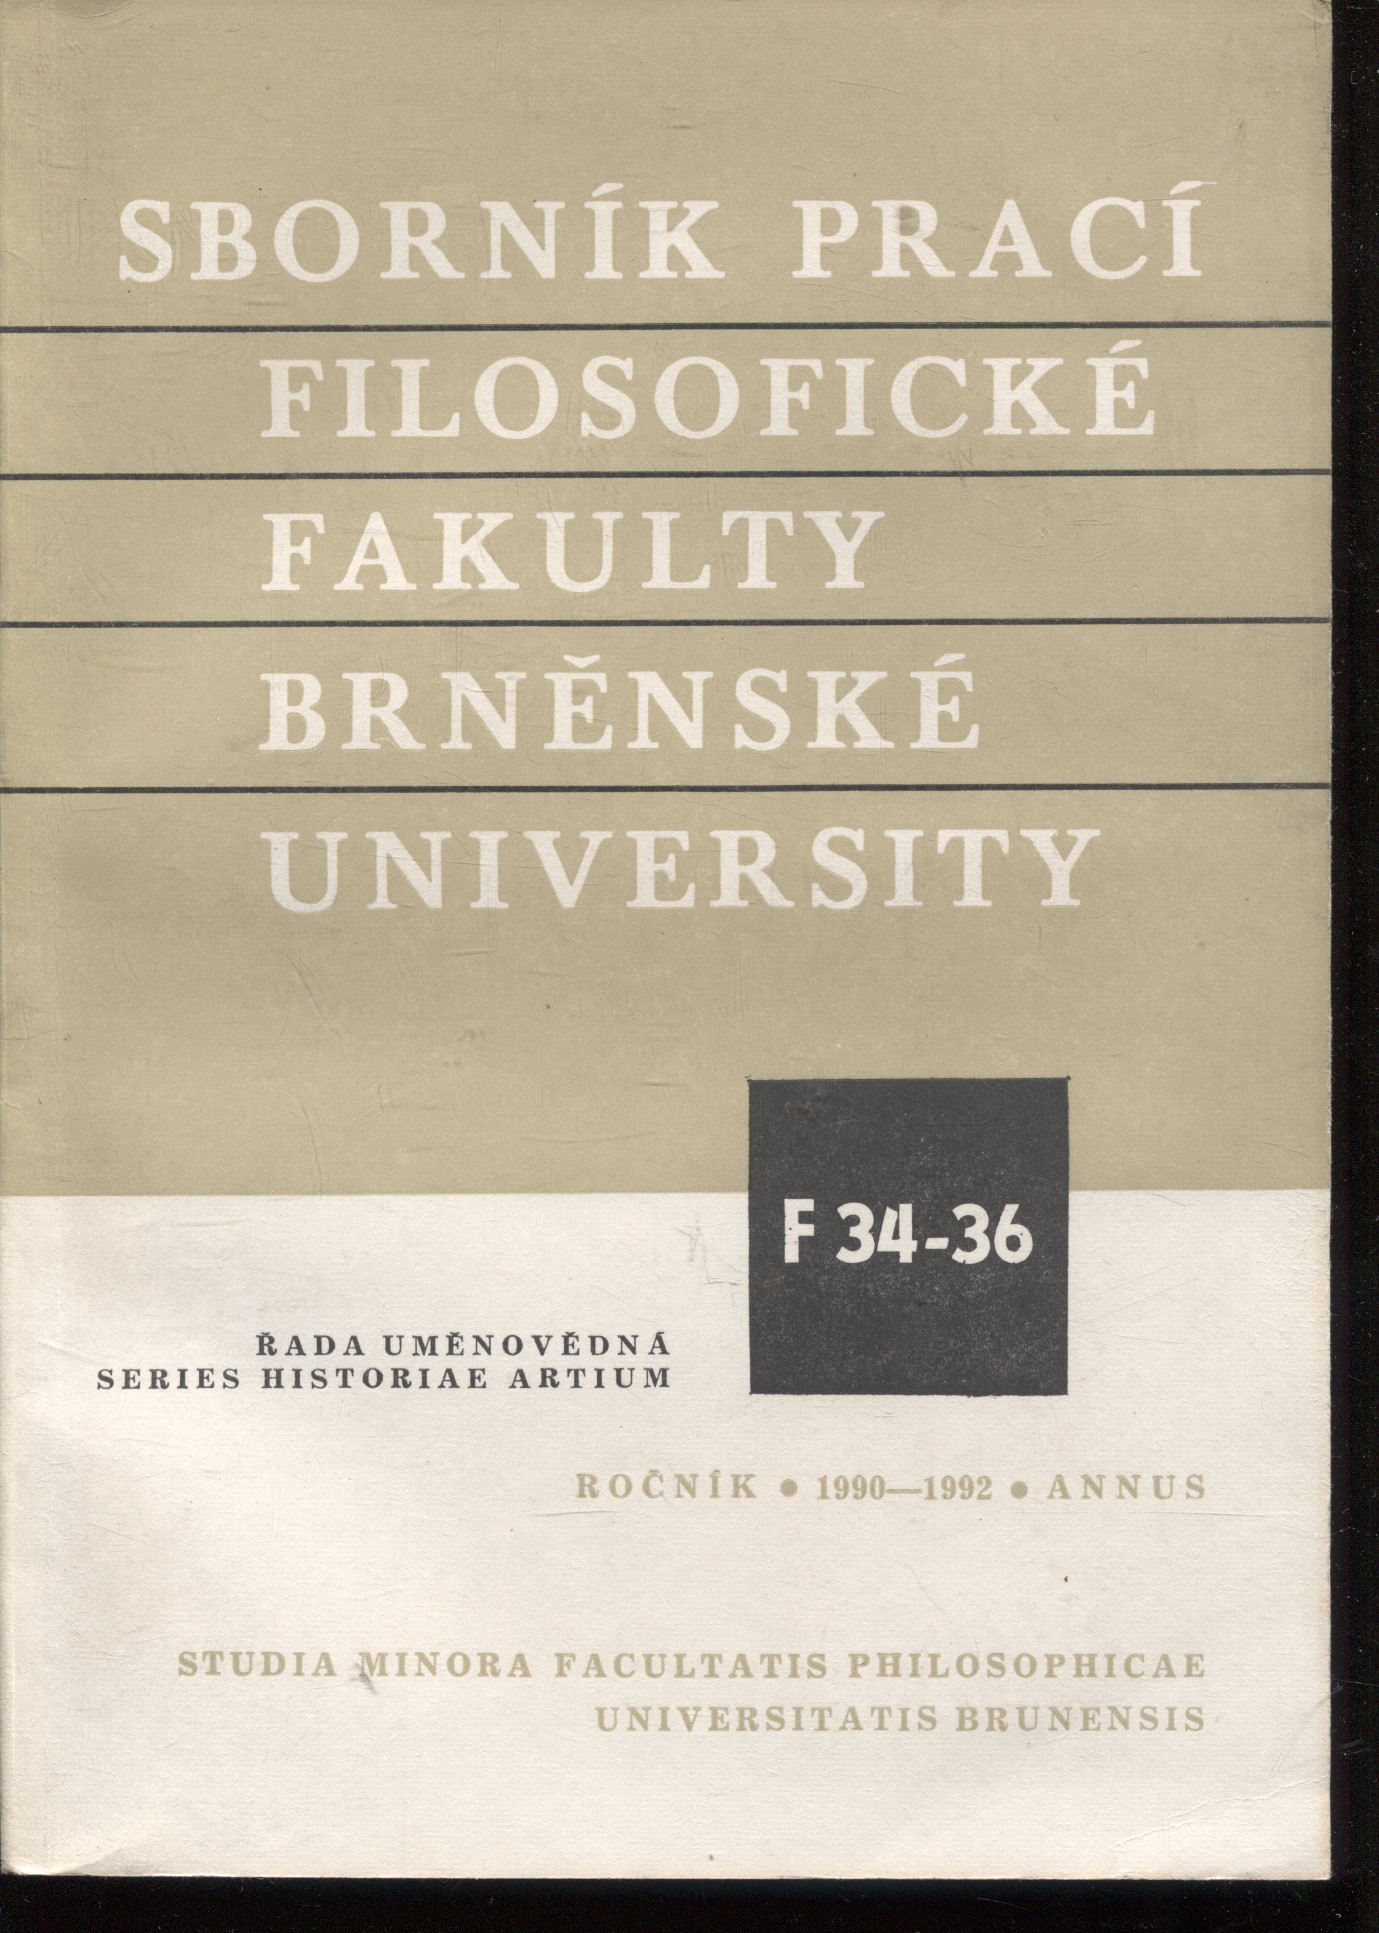 SBORNÍK PRACÍ
FILOSOFICKÉ
FAKULTY
BRNĚNSKÉ
UNIVERSITY
F 34-36
ŘADA UMĚNOVĚDNÁ
SERIES HISTORIAE ARTIUM
ROČNÍK • 1990—1992 • ANNUS
STUDIA MINORA FACULTATIS PHILOSOPHICAE
UNIVERSITATIS BRUNENSIS